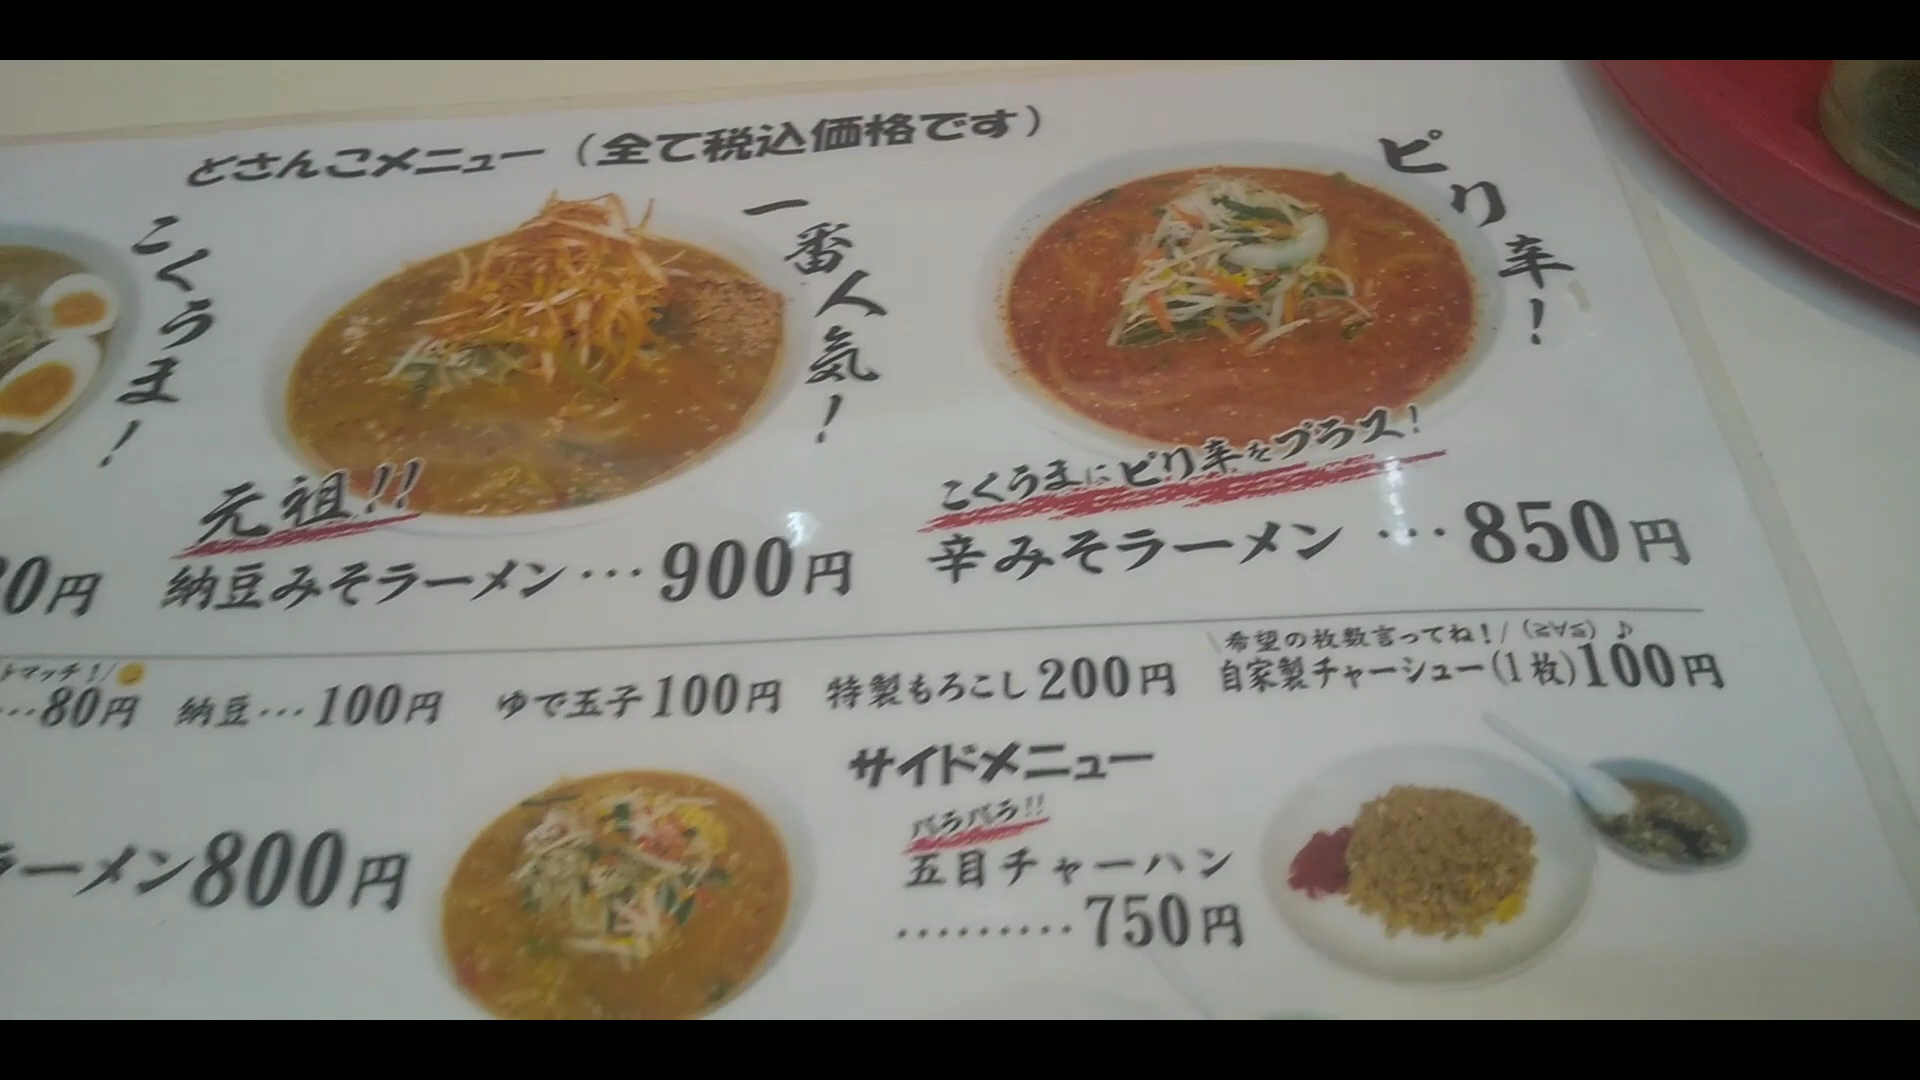 どさんこメニュー（全て税込価格です）
こくうま！
一番人気！
ピリ辛！
元祖!!
納豆みそラーメン…900円
こくうまにピリ辛をプラス！
辛みそラーメン…850円
0円
トマッチ！
…80円
納豆…100円
ゆで玉子100円
特製もろこし200円
希望の枚数言ってね！(≧∀≦)♪
自家製チャーシュー(1枚)100円
ラーメン800円
サイドメニュー
パラパラ!!
五目チャーハン
………750円